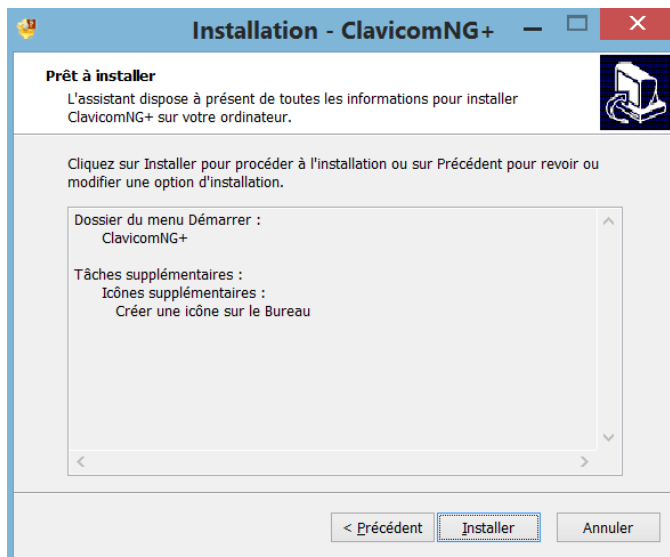 Installation - ClavicomNG+
Prêt à installer
L'assistant dispose à présent de toutes les informations pour installer
ClavicomNG+ sur votre ordinateur.
Cliquez sur Installer pour procéder à l'installation ou sur Précédent pour revoir ou
modifier une option d'installation.
Dossier du menu Démarrer :
ClavicomNG+
Tâches supplémentaires :
Icônes supplémentaires :
Créer une icône sur le Bureau
< Précédent Installer Annuler